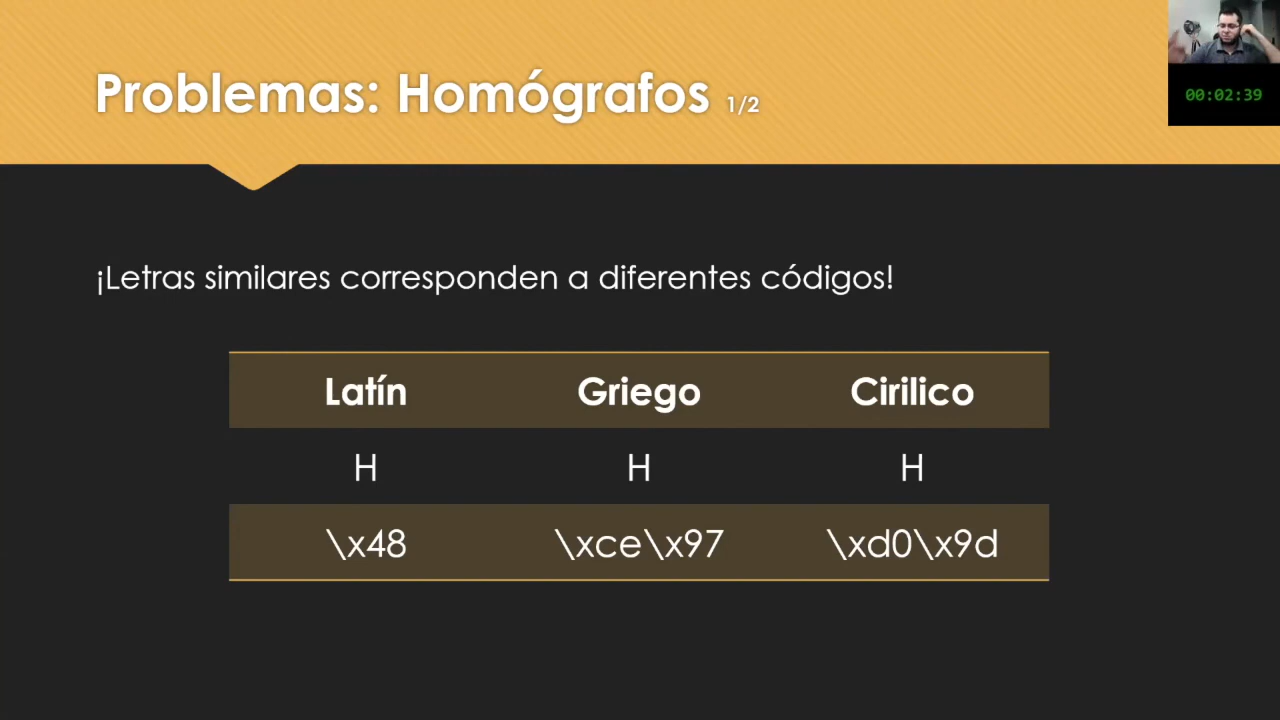 Problemas: Homógrafos 1/2
00:02:39
¡Letras similares corresponden a diferentes códigos!
Latín Griego Cirilico
H Η Н
\x48 \xce\x97 \xd0\x9d